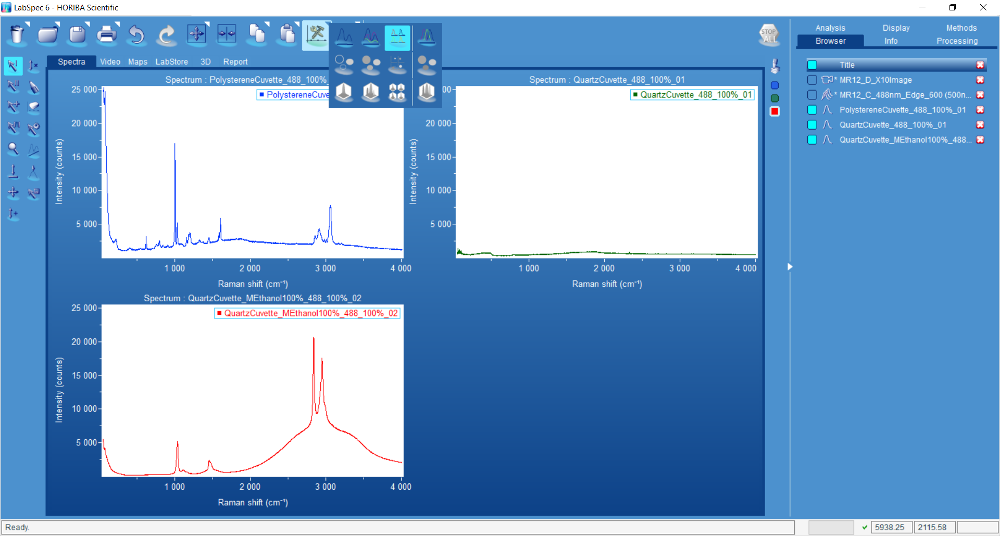 LabSpec 6 - HORIBA Scientific
STOP ALL
Analysis Display Methods
Browser Info Processing
Spectra Video Maps LabStore 3D Report
Title
MR12_D_X10Image
* MR12_C_488nm_Edge_600 (500n...
PolystereneCuvette_488_100%_01
QuartzCuvette_488_100%_01
QuartzCuvette_MEthanol100%_488...
Spectrum : PolystereneCuvette_488_100%_
PolystereneCuve
25 000
20 000
15 000
10 000
5 000
Intensity (counts)
1 000 2 000 3 000 4 000
Raman shift (cm⁻¹)
Spectrum : QuartzCuvette_488_100%_01
QuartzCuvette_488_100%_01
00
20 000
15 000
10 000
5 000
Intensity (counts)
1 000 2 000 3 000 4 000
Raman shift (cm⁻¹)
Spectrum : QuartzCuvette_MEthanol100%_488_100%_02
QuartzCuvette_MEthanol100%_488_100%_02
25 000
20 000
15 000
10 000
5 000
Intensity (counts)
1 000 2 000 3 000 4 000
Raman shift (cm⁻¹)
Ready.
5938.25 2115.58